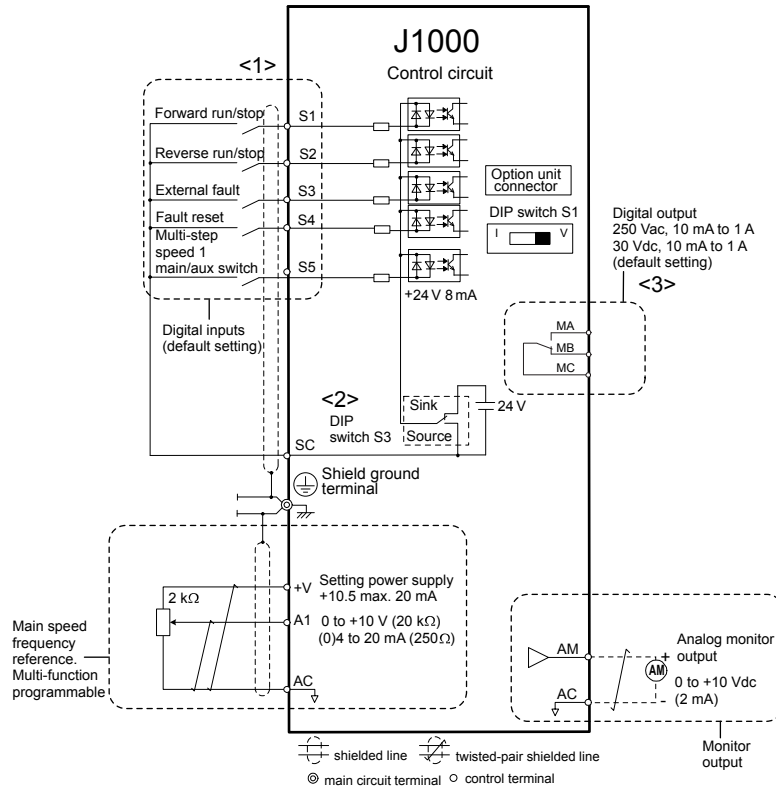 J1000
Control circuit
<1>
Forward run/stop
S1
Reverse run/stop
S2
External fault
S3
Fault reset
S4
Multi-step
speed 1
main/aux switch
S5
Digital inputs
(default setting)
+24 V 8 mA
Option unit
connector
DIP switch S1
I V
Digital output
250 Vac, 10 mA to 1 A
30 Vdc, 10 mA to 1 A
(default setting)
<3>
MA
MB
MC
<2>
DIP
switch S3
Sink
Source
24 V
SC
Shield ground
terminal
2 kΩ
+V
Setting power supply
+10.5 max. 20 mA
A1
0 to +10 V (20 kΩ)
(0)4 to 20 mA (250Ω)
AC
Main speed
frequency
reference.
Multi-function
programmable
AM
AC
+
AM
-
Analog monitor
output
0 to +10 Vdc
(2 mA)
Monitor
output
shielded line
twisted-pair shielded line
main circuit terminal
control terminal